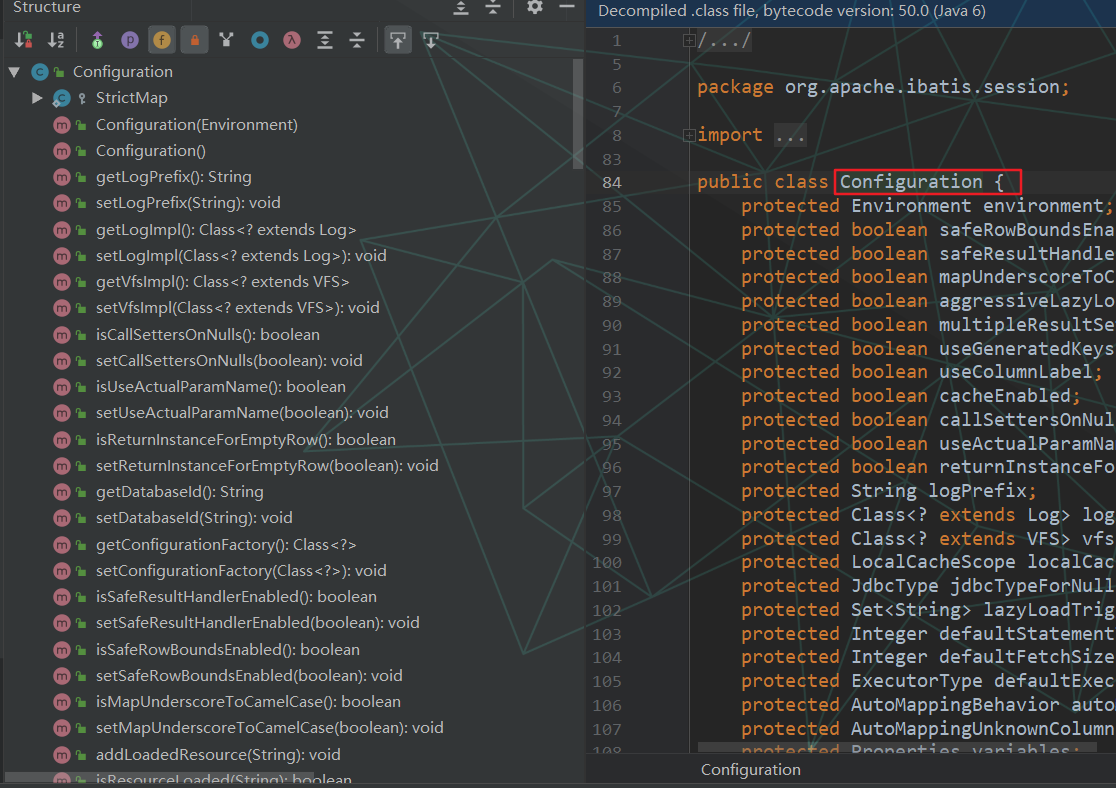 Structure
Configuration
StrictMap
Configuration(Environment)
Configuration()
getLogPrefix(): String
setLogPrefix(String): void
getLogImpl(): Class<? extends Log>
setLogImpl(Class<? extends Log>): void
getVfsImpl(): Class<? extends VFS>
setVfsImpl(Class<? extends VFS>): void
isCallSettersOnNulls(): boolean
setCallSettersOnNulls(boolean): void
isUseActualParamName(): boolean
setUseActualParamName(boolean): void
isReturnInstanceForEmptyRow(): boolean
setReturnInstanceForEmptyRow(boolean): void
getDatabaseId(): String
setDatabaseId(String): void
getConfigurationFactory(): Class<?>
setConfigurationFactory(Class<?>): void
isSafeResultHandlerEnabled(): boolean
setSafeResultHandlerEnabled(boolean): void
isSafeRowBoundsEnabled(): boolean
setSafeRowBoundsEnabled(boolean): void
isMapUnderscoreToCamelCase(): boolean
setMapUnderscoreToCamelCase(boolean): void
addLoadedResource(String): void
isResourceLoaded(String): boolean
Decompiled .class file, bytecode version: 50.0 (Java 6)
1 /.../
5
6 package org.apache.ibatis.session;
7
8 import ...
83
84 public class Configuration {
85 protected Environment environment;
86 protected boolean safeRowBoundsEna
87 protected boolean safeResultHandle
88 protected boolean mapUnderscoreToC
89 protected boolean aggressiveLazyLo
90 protected boolean multipleResultSe
91 protected boolean useGeneratedKeys
92 protected boolean useColumnLabel;
93 protected boolean cacheEnabled;
94 protected boolean callSettersOnNul
95 protected boolean useActualParamNa
96 protected boolean returnInstanceFo
97 protected String logPrefix;
98 protected Class<? extends Log> log
99 protected Class<? extends VFS> vfs
100 protected LocalCacheScope localCac
101 protected JdbcType jdbcTypeForNull
102 protected Set<String> lazyLoadTrig
103 protected Integer defaultStatement
104 protected Integer defaultFetchSize
105 protected ExecutorType defaultExec
106 protected AutoMappingBehavior auto
107 protected AutoMappingUnknownColumn
108 protected Properties variables;
Configuration